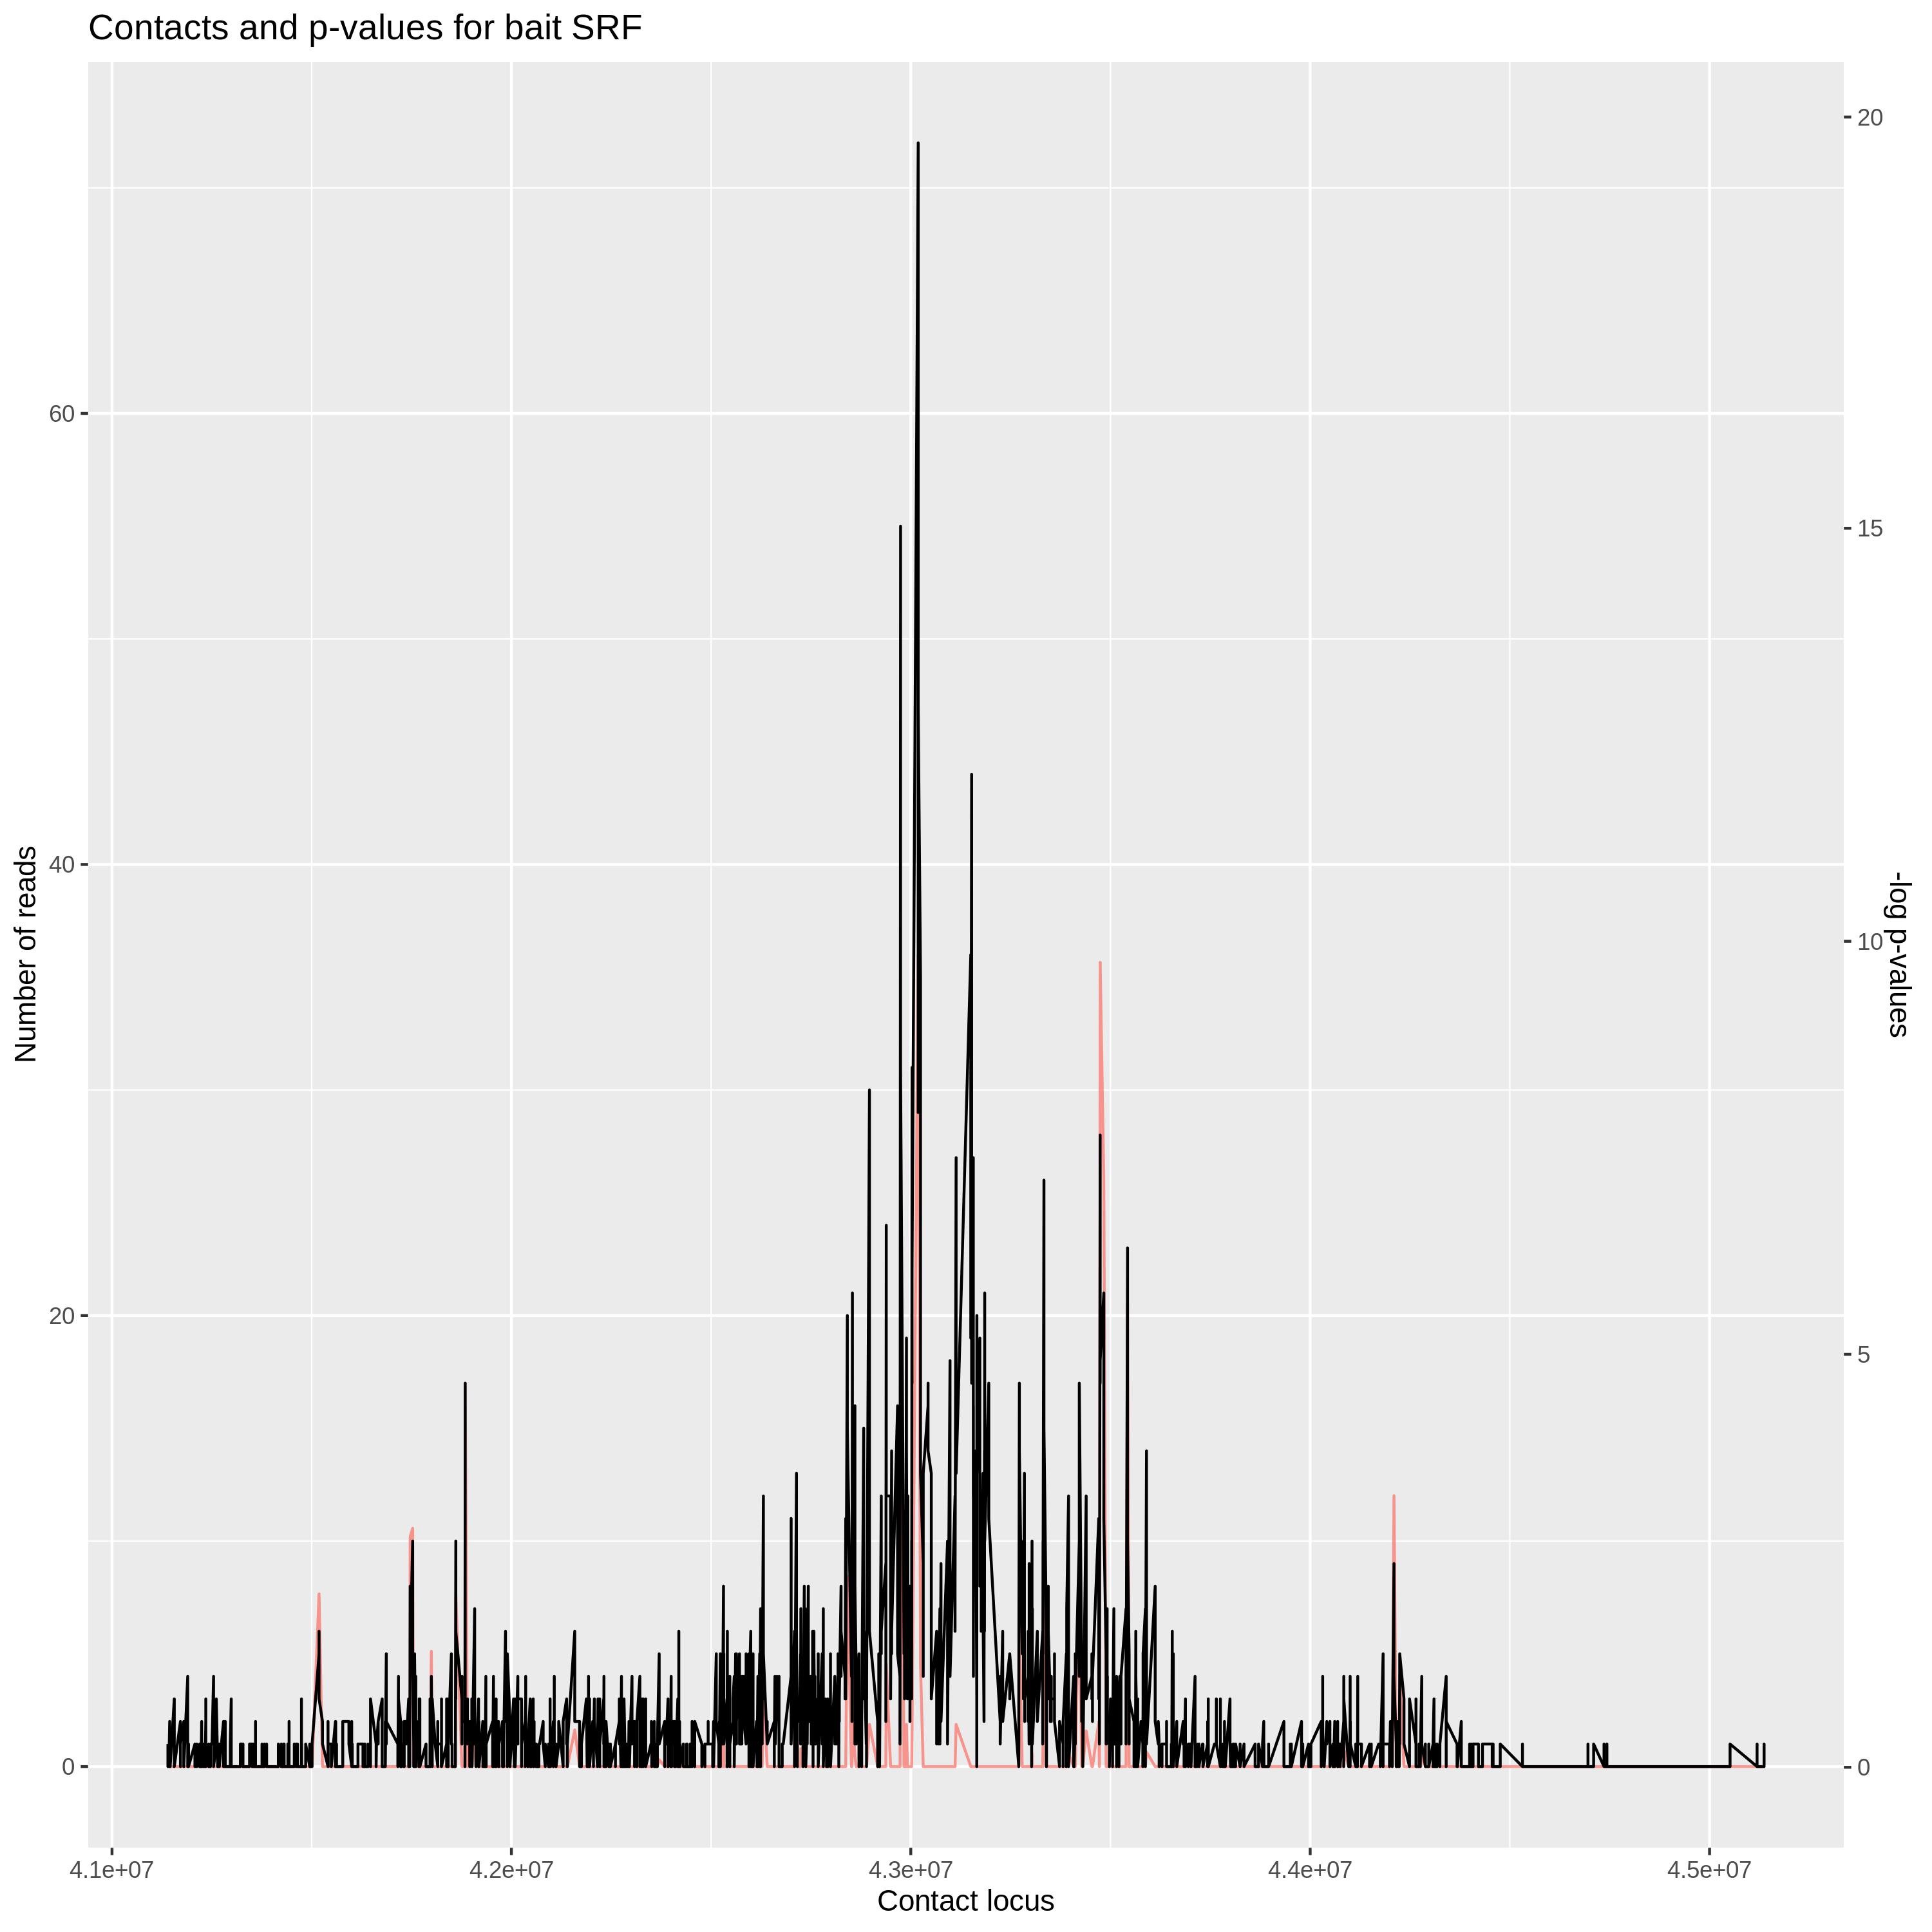 Contacts and p-values for bait SRF
20
60
15
40
10
20
5
0
0
Number of reads
-log p-values
4.1e+07
4.2e+07
4.3e+07
4.4e+07
4.5e+07
Contact locus